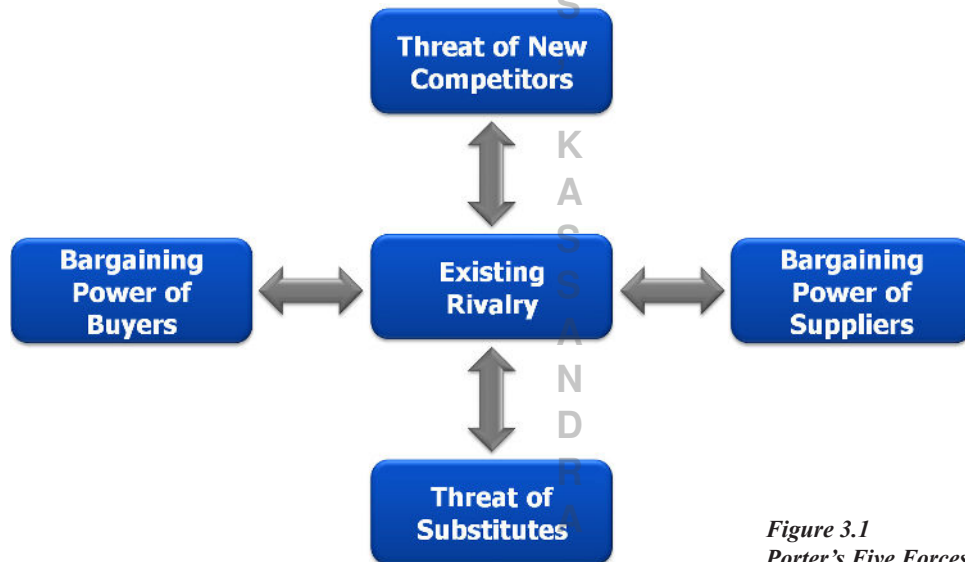 Threat of New
Competitors
Bargaining
Power of
Buyers
Existing
Rivalry
Bargaining
Power of
Suppliers
Threat of
Substitutes
Figure 3.1
Porter's Five Forces
S
K
A
S
S
A
N
D
R
A